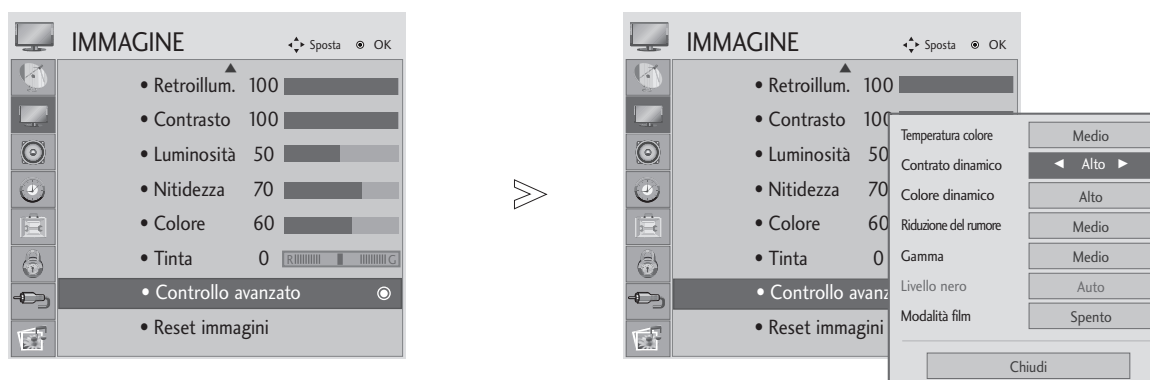 IMMAGINE Sposta OK
• Retroillum. 100
• Contrasto 100
• Luminosità 50
• Nitidezza 70
• Colore 60
• Tinta 0 R G
• Controllo avanzato
• Reset immagini
>
IMMAGINE Sposta OK
• Retroillum. 100
• Contrasto 100
• Luminosità 50
• Nitidezza 70
• Colore 60
• Tinta 0
• Controllo avanz
• Reset immagini
Temperatura colore Medio
Contrato dinamico ◄ Alto ►
Colore dinamico Alto
Riduzione del rumore Medio
Gamma Medio
Livello nero Auto
Modalità film Spento
Chiudi